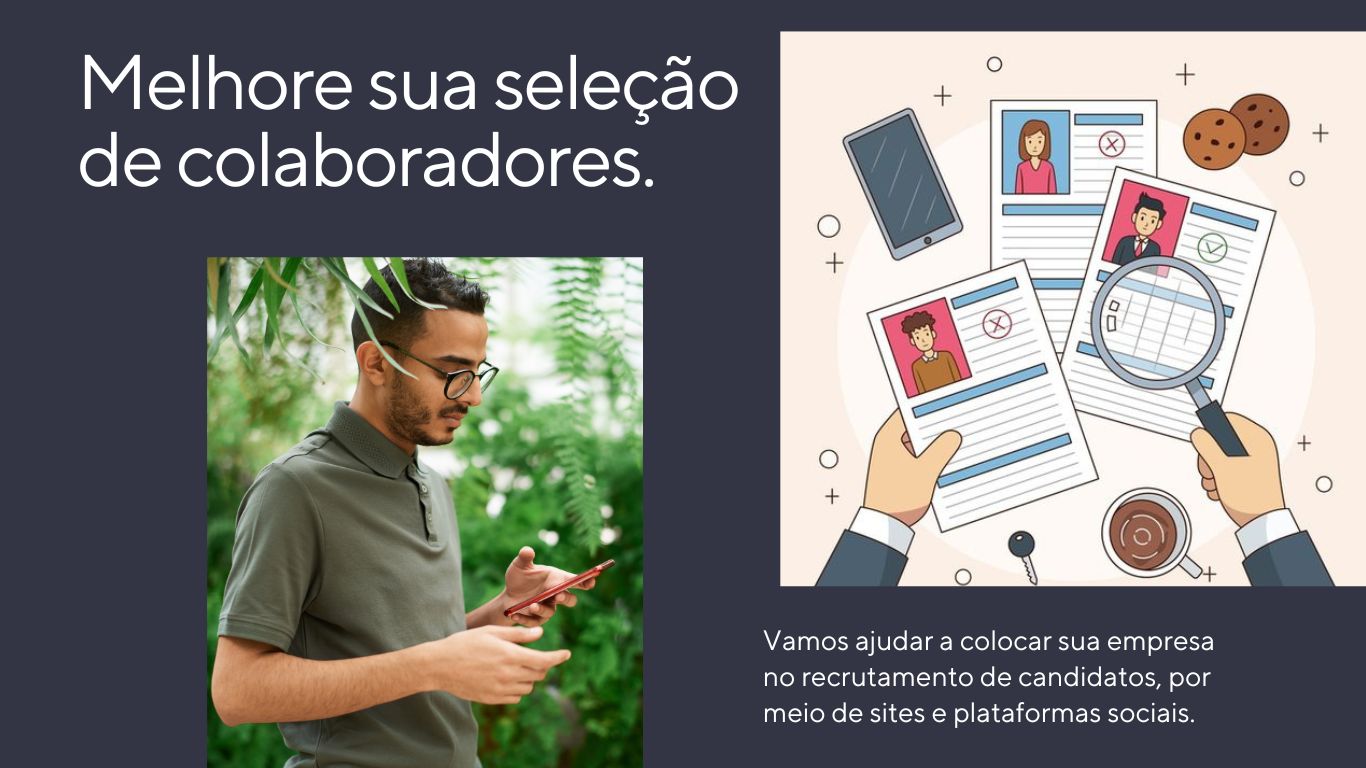 Melhore sua seleção
de colaboradores.
Vamos ajudar a colocar sua empresa
no recrutamento de candidatos, por
meio de sites e plataformas sociais.